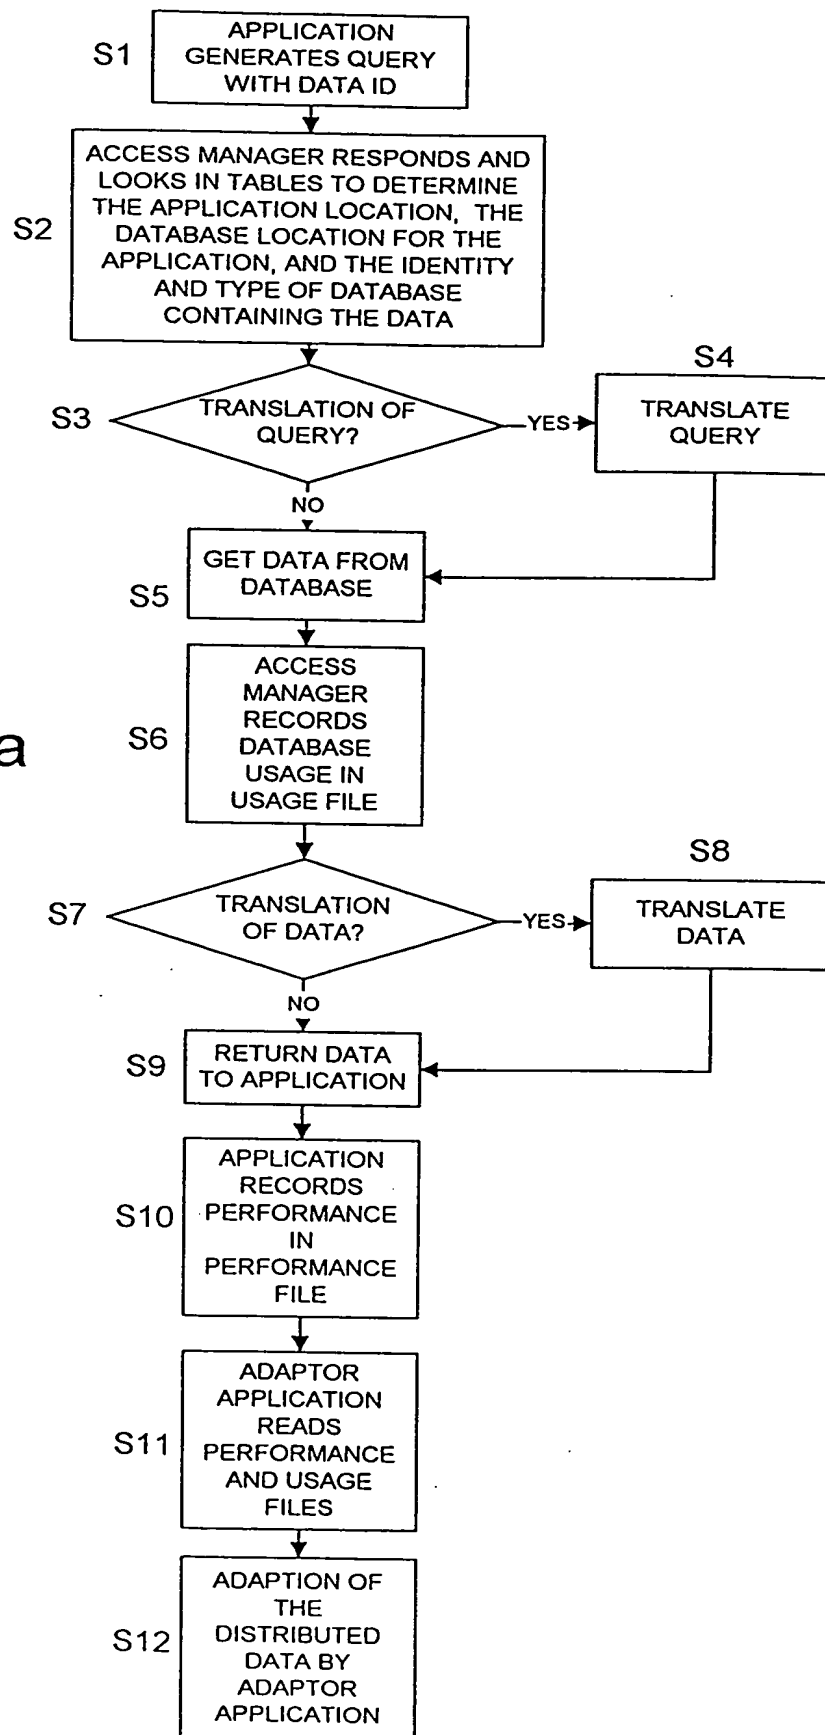 S1
APPLICATION
GENERATES QUERY
WITH DATA ID
S2
ACCESS MANAGER RESPONDS AND
LOOKS IN TABLES TO DETERMINE
THE APPLICATION LOCATION, THE
DATABASE LOCATION FOR THE
APPLICATION, AND THE IDENTITY
AND TYPE OF DATABASE
CONTAINING THE DATA
S3
TRANSLATION OF
QUERY?
YES
S4
TRANSLATE
QUERY
NO
S5
GET DATA FROM
DATABASE
a
S6
ACCESS
MANAGER
RECORDS
DATABASE
USAGE IN
USAGE FILE
S7
TRANSLATION
OF DATA?
YES
S8
TRANSLATE
DATA
NO
S9
RETURN DATA
TO APPLICATION
S10
APPLICATION
RECORDS
PERFORMANCE
IN
PERFORMANCE
FILE
S11
ADAPTOR
APPLICATION
READS
PERFORMANCE
AND USAGE
FILES
S12
ADAPTION OF
THE
DISTRIBUTED
DATA BY
ADAPTOR
APPLICATION